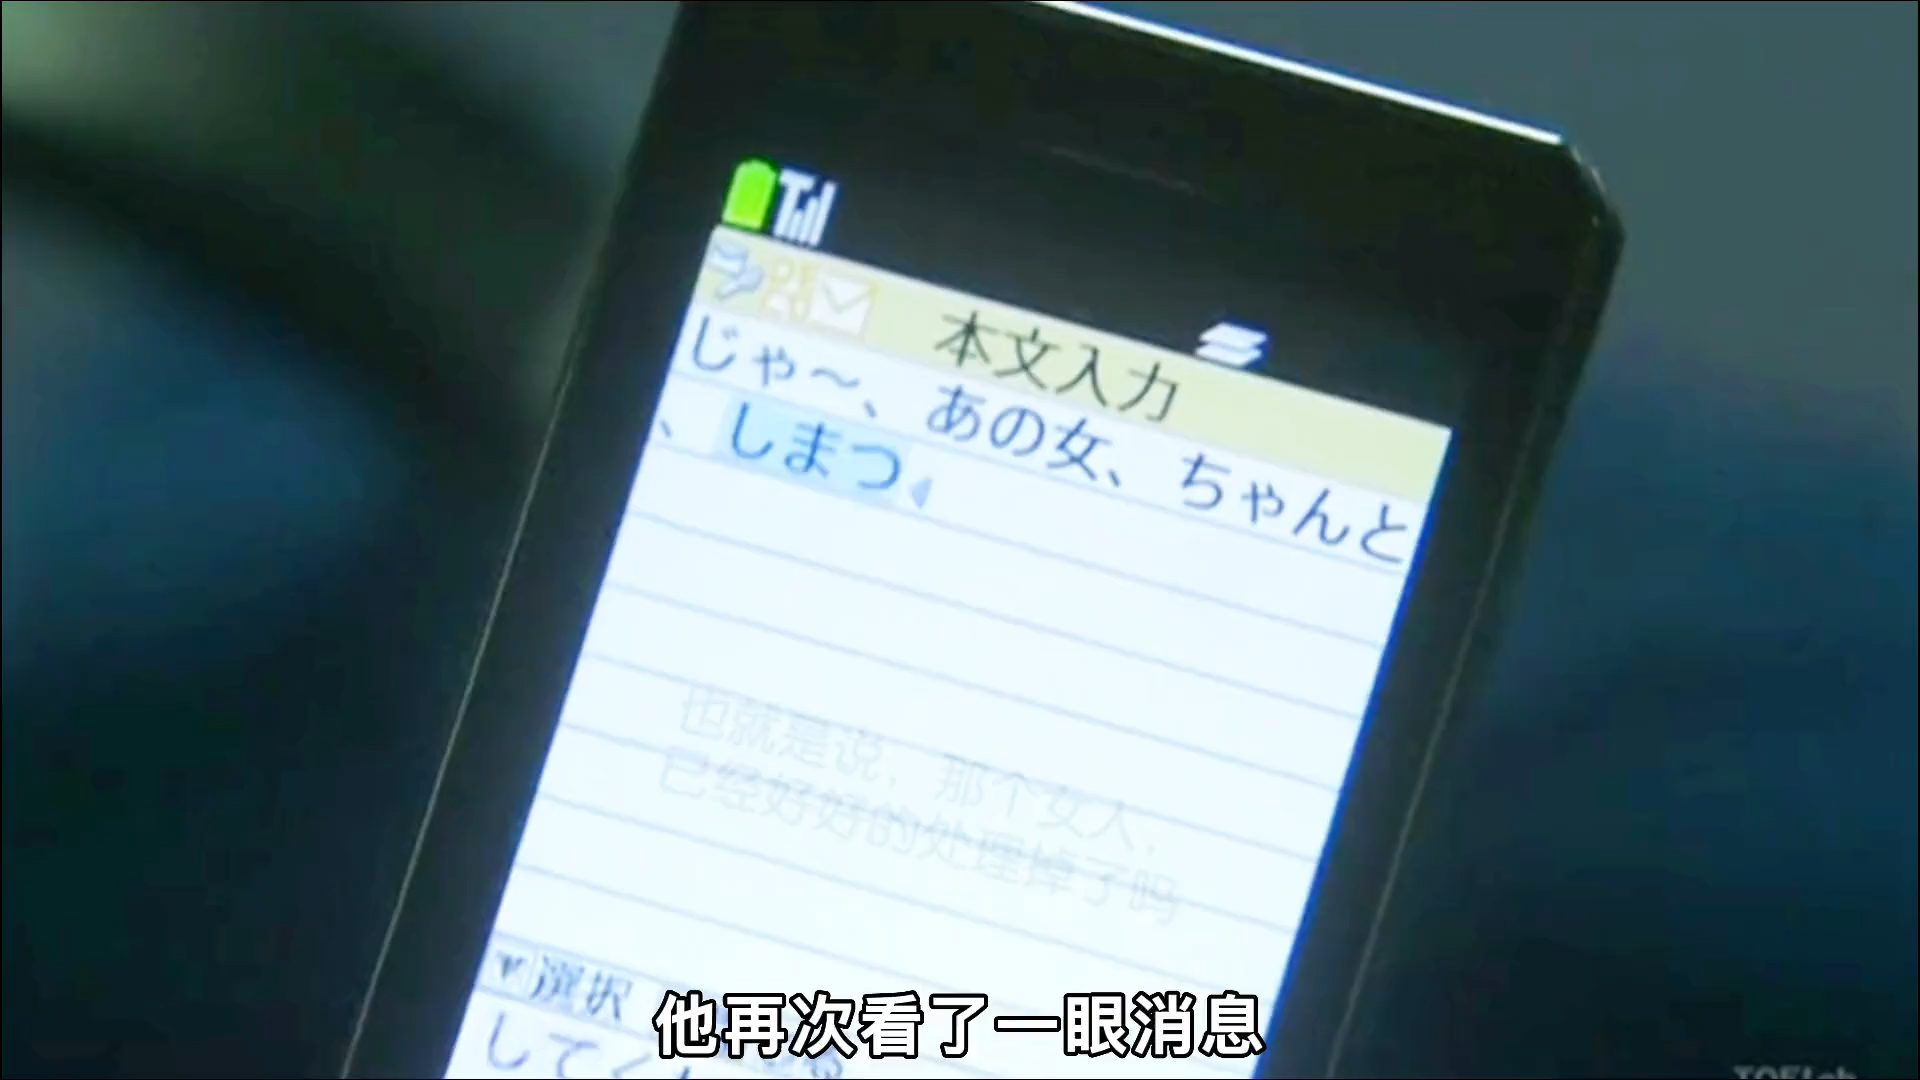 本文入力
じゃ～、あの女、ちゃんと
、しまつ
也就是说，那个女人，
已经好好的处理掉了吗
選択
他再次看了一眼消息